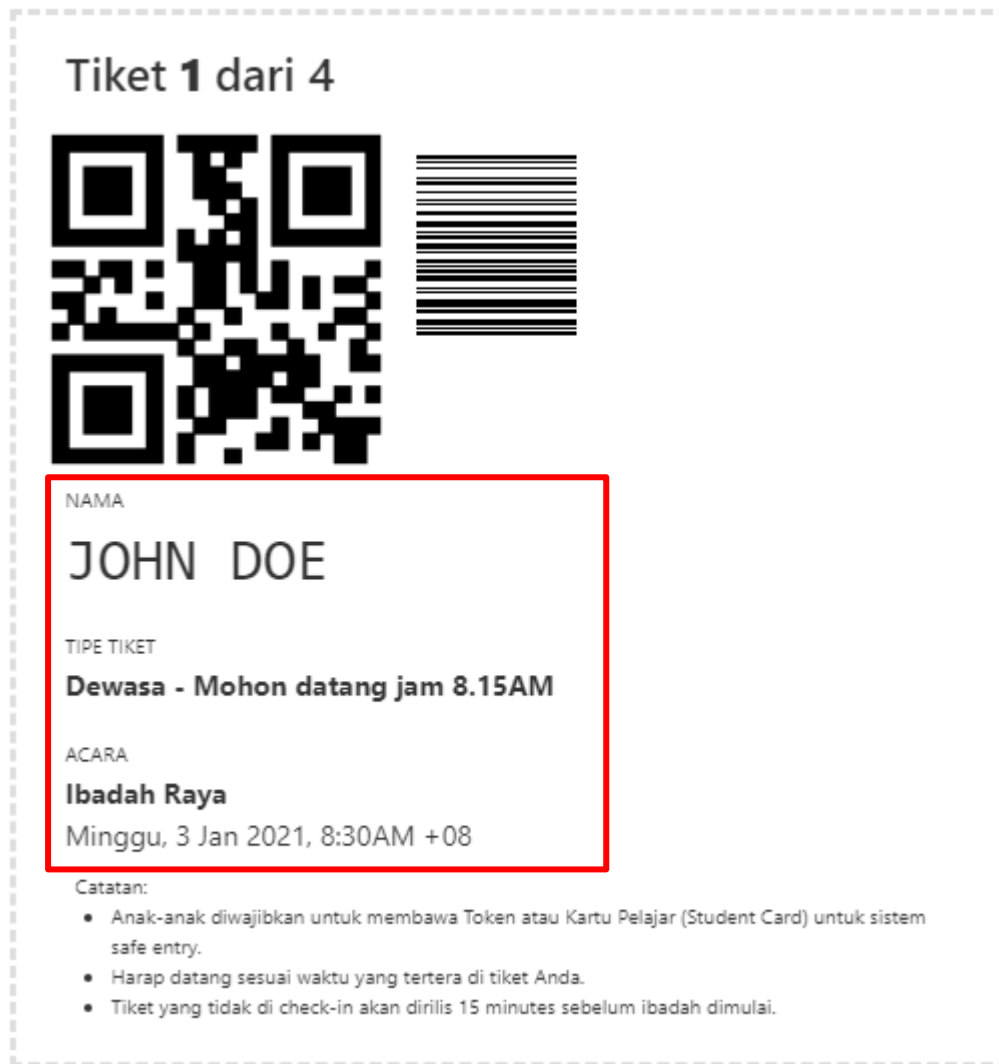 Tiket 1 dari 4
NAMA
JOHN DOE
TIPE TIKET
Dewasa - Mohon datang jam 8.15AM
ACARA
Ibadah Raya
Minggu, 3 Jan 2021, 8:30AM +08
Catatan:
• Anak-anak diwajibkan untuk membawa Token atau Kartu Pelajar (Student Card) untuk sistem
safe entry.
• Harap datang sesuai waktu yang tertera di tiket Anda.
• Tiket yang tidak di check-in akan dirilis 15 minutes sebelum ibadah dimulai.